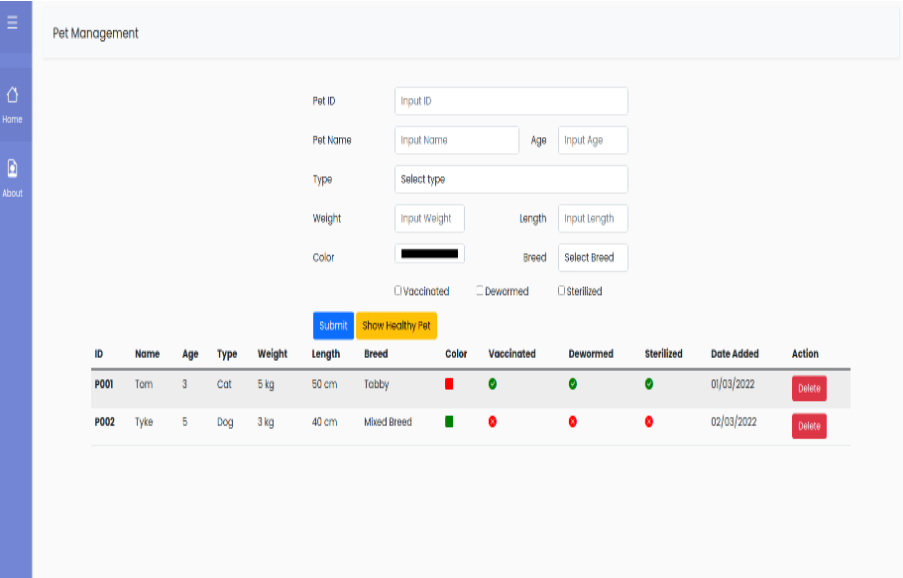 Pet Management
Home
About
Pet ID Input ID
Pet Name Input Name Age Input Age
Type Select type
Weight Input Weight Length Input Length
Color Breed Select Breed
Vaccinated Dewormed Sterilized
Submit Show Healthy Pet
ID Name Age Type Weight Length Breed Color Vaccinated Dewormed Sterilized Date Added Action
P001 Tom 3 Cat 5 kg 50 cm Tabby 01/03/2022 Delete
P002 Tyke 5 Dog 3 kg 40 cm Mixed Breed 02/03/2022 Delete